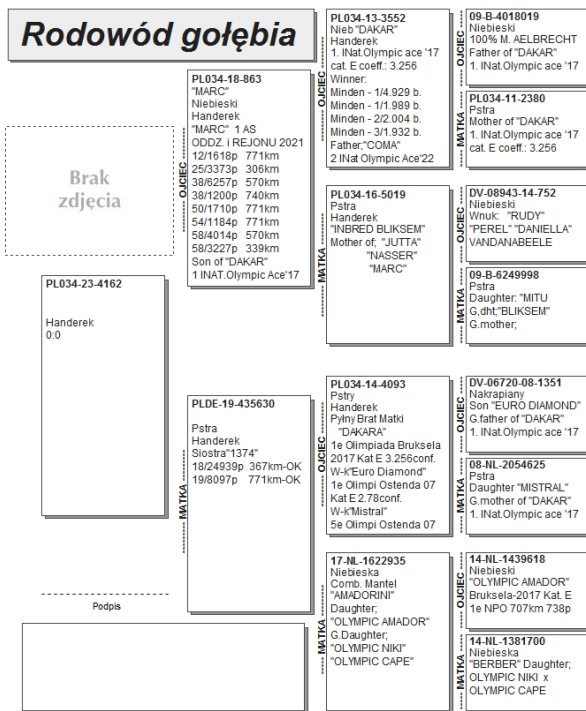 Rodowód gołębia
Brak
zdjęcia
PL034-23-4162
Handerek
0:0
Podpis
OJCIEC
PL034-18-863
"MARC"
Niebieski
Handerek
"MARC" 1 AS
ODDZ. i REJONU 2021
12/1618p 771km
25/3373p 306km
38/6257p 570km
38/1200p 740km
50/1710p 771km
54/1184p 771km
58/4014p 570km
58/3227p 339km
Son of "DAKAR"
1 INAT.Olympic Ace'17
MATKA
PLDE-19-435630
Pstra
Handerek
Siostra"1374"
18/24939p 367km-OK
19/8097p 771km-OK
OJCIEC
PL034-13-3552
Nieb "DAKAR"
Handerek
1. INat.Olympic ace '17
cat. E coeff.: 3.256
Winner:
Minden - 1/4.929 b.
Minden - 1/1.989 b.
Minden - 2/2.004 b.
Minden - 3/1.932 b.
Father;"COMA"
2 INat Olympic Ace'22
MATKA
PL034-16-5019
Pstra
Handerek
"INBRED BLIKSEM"
Mother of; "JUTTA"
"NASSER"
"MARC"
OJCIEC
PL034-14-4093
Pstry
Handerek
Pyłny Brat Matki
"DAKARA"
1e Olimpiada Bruksela
2017 Kat E 3.256conf.
W-k"Euro Diamond"
1e Olimpi Ostenda 07
Kat E 2.78conf.
W-k"Mistral"
5e Olimpi Ostenda 07
MATKA
17-NL-1622935
Niebieska
Comb. Mantel
"AMADORINI"
Daughter;
"OLYMPIC AMADOR"
G.Daughter;
"OLYMPIC NIKI"
"OLYMPIC CAPE"
OJCIEC
09-B-4018019
Niebieski
100% M. AELBRECHT
Father of "DAKAR"
1. INat.Olympic ace '17
MATKA
PL034-11-2380
Pstra
Mother of "DAKAR"
1. INat.Olympic ace '17
cat. E coeff.: 3.256
OJCIEC
DV-08943-14-752
Niebieski
Wnuk: "RUDY"
"PEREL" "DANIELLA"
VANDANABEELE
MATKA
09-B-6249998
Pstra
Daughter: "MITU
G,dht;"BLIKSEM"
G.mother;
OJCIEC
DV-06720-08-1351
Nakrapiany
Son "EURO DIAMOND"
G.father of "DAKAR"
1. INat.Olympic ace '17
MATKA
08-NL-2054625
Pstra
Daughter "MISTRAL"
G.mother of "DAKAR"
1. INat.Olympic ace '17
OJCIEC
14-NL-1439618
Niebieski
"OLYMPIC AMADOR"
Bruksela-2017 Kat. E
1e NPO 707km 738p
MATKA
14-NL-1381700
Niebieska
"BERBER" Daughter;
OLYMPIC NIKI x
OLYMPIC CAPE